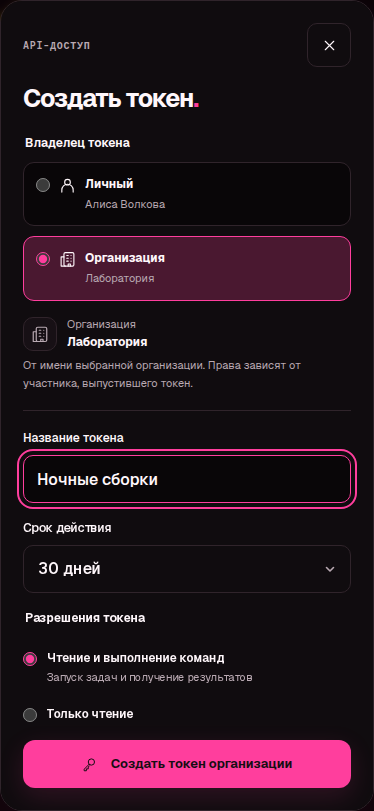 API-ДОСТУП
Создать токен.
Владелец токена
Личный
Алиса Волкова
Организация
Лаборатория
Организация
Лаборатория
От имени выбранной организации. Права зависят от
участника, выпустившего токен.
Название токена
Ночные сборки
Срок действия
30 дней
Разрешения токена
Чтение и выполнение команд
Запуск задач и получение результатов
Только чтение
Создать токен организации